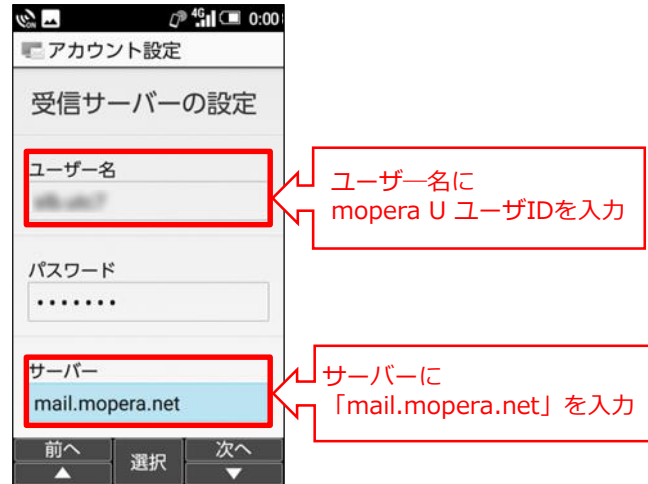 ON 4G 0:00
アカウント設定
受信サーバーの設定
ユーザー名
ユーザ―名に
mopera U ユーザIDを入力
パスワード
•••••••
サーバー
mail.mopera.net
サーバーに
「mail.mopera.net」を入力
前へ 選択 次へ
▲ ▼